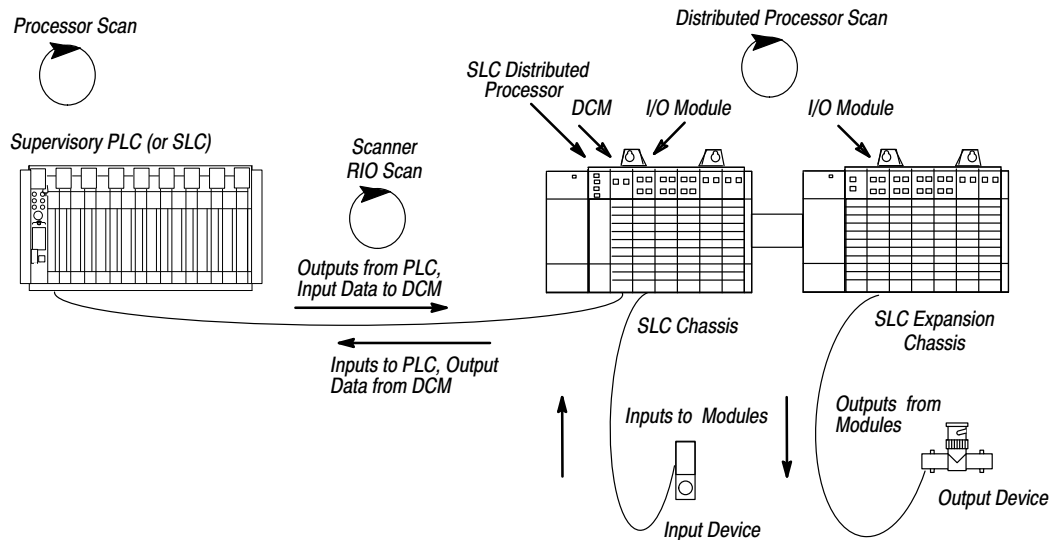 Processor Scan
Distributed Processor Scan
SLC Distributed
Processor
DCM
I/O Module
I/O Module
Supervisory PLC (or SLC)
Scanner
RIO Scan
Outputs from PLC,
Input Data to DCM
Inputs to PLC, Output
Data from DCM
SLC Chassis
SLC Expansion
Chassis
Inputs to Modules
Outputs from
Modules
Input Device
Output Device